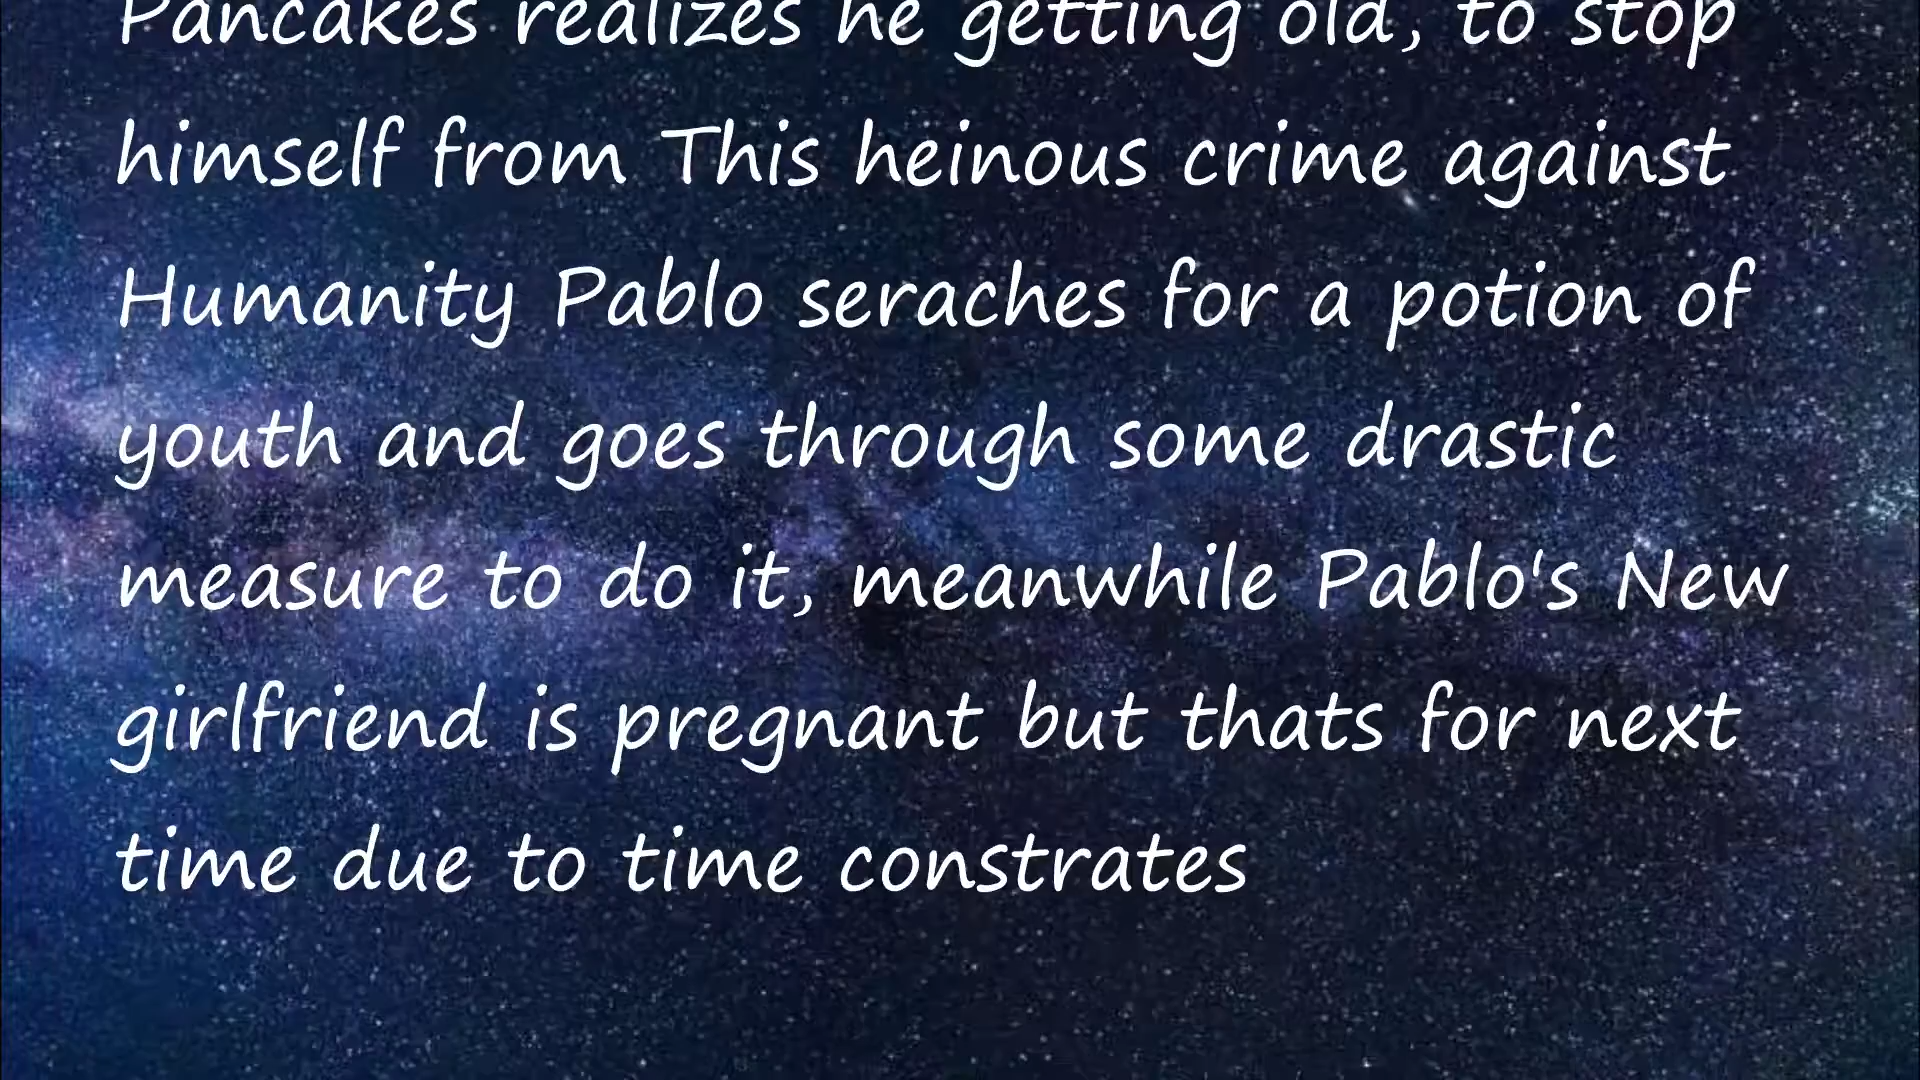 Pancakes realizes he getting old, to stop
himself from This heinous crime against
Humanity Pablo seraches for a potion of
youth and goes through some drastic
measure to do it, meanwhile Pablo's New
girlfriend is pregnant but thats for next
time due to time constrates